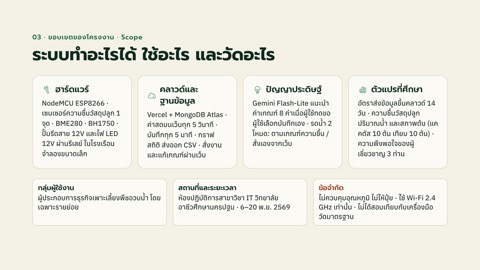 03 · ขอบเขตของโครงงาน · Scope
ระบบทำอะไรได้ ใช้อะไร และวัดอะไร
ฮาร์ดแวร์
NodeMCU ESP8266 ·
เซนเซอร์ความชื้นวัสดุปลูก 1
จุด · BME280 · BH1750 ·
ปั๊มรีดสาย 12V และไฟ LED
12V ผ่านรีเลย์ ในโรงเรือน
จำลองขนาดเล็ก
คลาวด์และ
ฐานข้อมูล
Vercel + MongoDB Atlas ·
ค่าสดบนเว็บทุก 5 วินาที ·
บันทึกทุก 5 นาที · กราฟ
สถิติ ส่งออก CSV · สั่งงาน
และแก้เกณฑ์ผ่านเว็บ
ปัญญาประดิษฐ์
Gemini Flash-Lite แนะนำ
ค่าเกณฑ์ 8 ค่าเมื่อผู้ใช้กดขอ
ผู้ใช้เลือกบันทึกเอง · รดน้ำ 2
โหมด: ตามเกณฑ์ความชื้น /
สั่งเองจากเว็บ
ตัวแปรที่ศึกษา
อัตราส่งข้อมูลขึ้นคลาวด์ 14
วัน · ความชื้นวัสดุปลูก
ปริมาณน้ำ และสภาพต้น (แค
คตัส 10 ต้น เทียบ 10 ต้น) ·
ความพึงพอใจของผู้
เชี่ยวชาญ 3 ท่าน
กลุ่มผู้ใช้งาน
ผู้ประกอบการธุรกิจเพาะเลี้ยงพืชอวบน้ำ โดย
เฉพาะรายย่อย
สถานที่และระยะเวลา
ห้องปฏิบัติการสาขาวิชา IT วิทยาลัย
อาชีวศึกษานครปฐม · 6–20 พ.ย. 2569
ข้อจำกัด
ไม่ควบคุมอุณหภูมิ ไม่ให้ปุ๋ย · ใช้ Wi-Fi 2.4
GHz เท่านั้น · ไม่ได้สอบเทียบกับเครื่องมือ
วัดมาตรฐาน